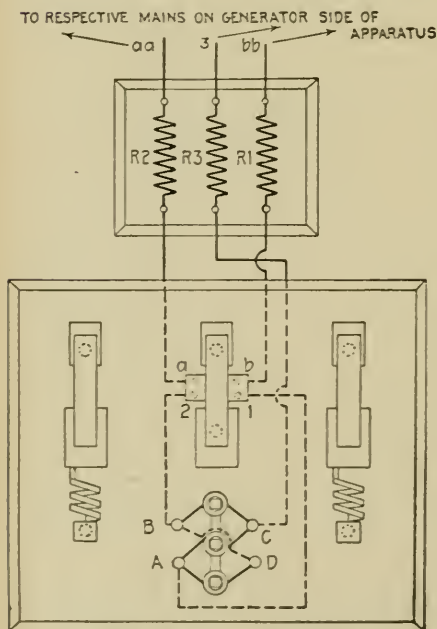 TO RESPECTIVE MAINS ON GENERATOR SIDE OF
APPARATUS
aa 3 bb
R2 R3 R1
a b
2 1
B C
A D